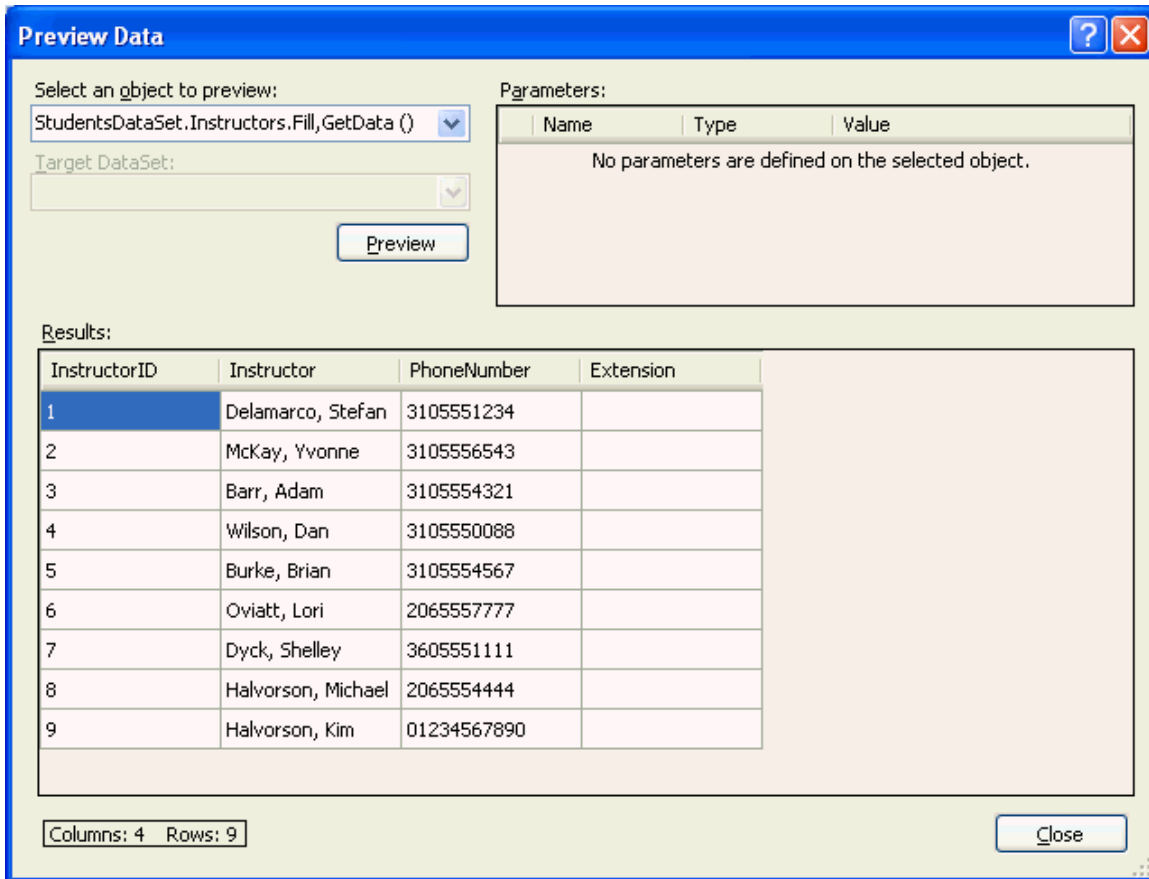 Preview Data
Select an object to preview:
StudentsDataSet.Instructors.Fill,GetData ()
Target DataSet:
Preview
Parameters:
Name Type Value
No parameters are defined on the selected object.
Results:
InstructorID Instructor PhoneNumber Extension
1 Delamarco, Stefan 3105551234
2 McKay, Yvonne 3105556543
3 Barr, Adam 3105554321
4 Wilson, Dan 3105550088
5 Burke, Brian 3105554567
6 Oviatt, Lori 2065557777
7 Dyck, Shelley 3605551111
8 Halvorson, Michael 2065554444
9 Halvorson, Kim 01234567890
Columns: 4 Rows: 9
Close